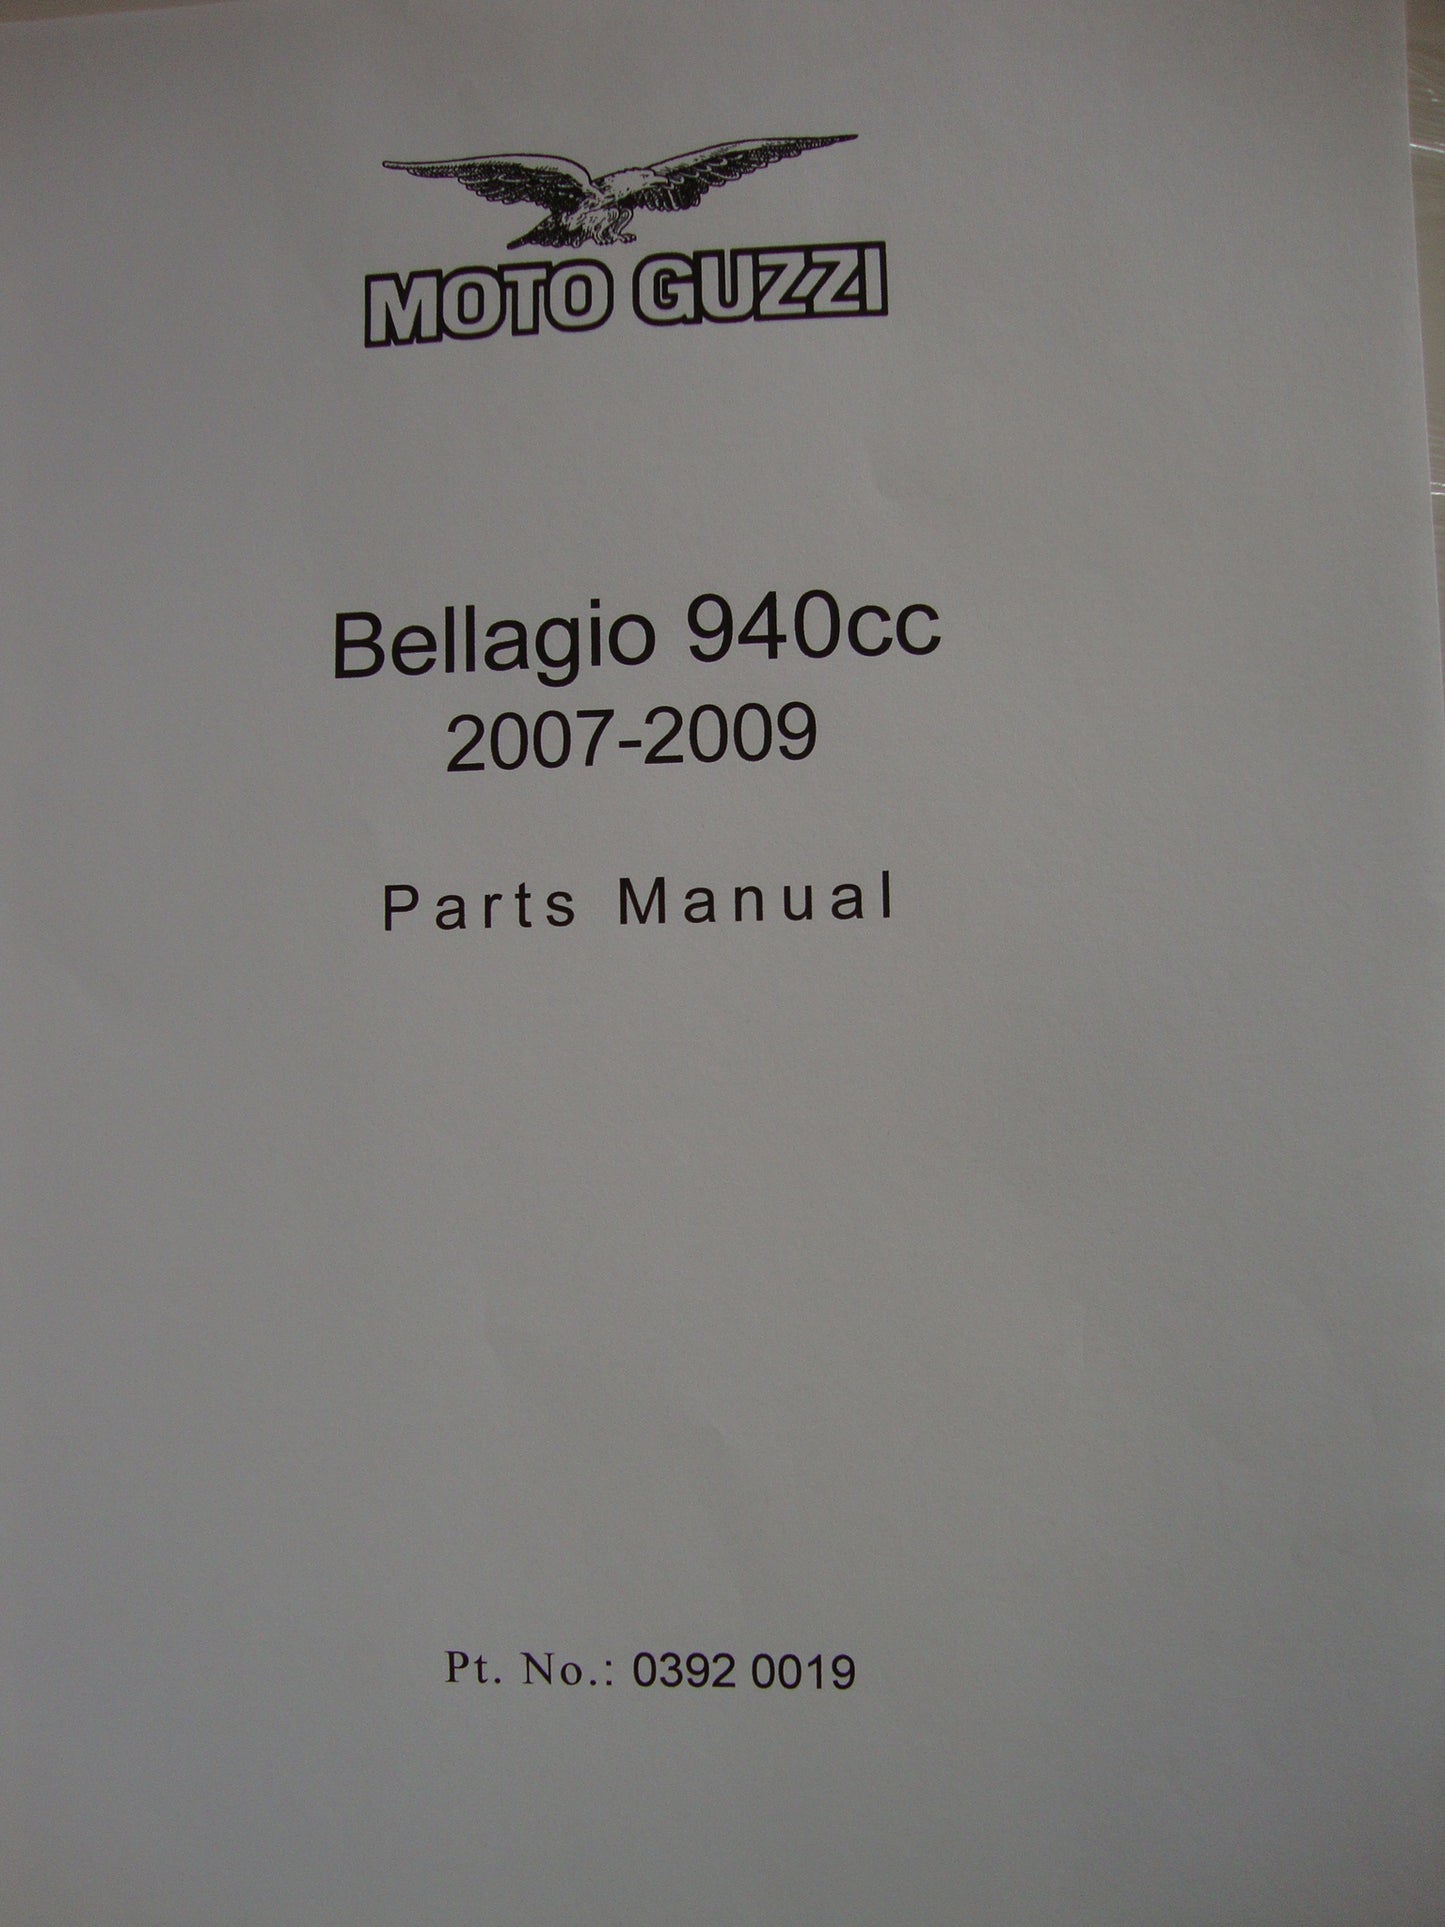 MOTO GUZZI
Bellagio 940cc
2007-2009
Parts Manual
Pt. No.: 0392 0019